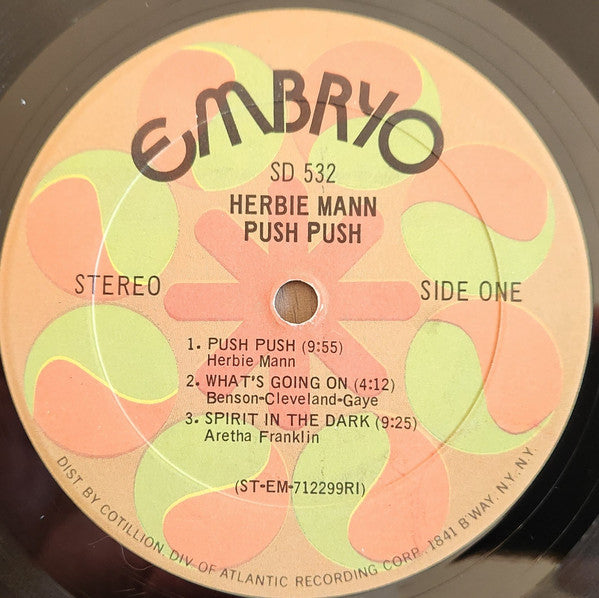 EMBRYO
SD 532
HERBIE MANN
PUSH PUSH
STEREO
SIDE ONE
1. PUSH PUSH (9:55)
Herbie Mann
2. WHAT'S GOING ON (4:12)
Benson-Cleveland-Gaye
3. SPIRIT IN THE DARK (9:25)
Aretha Franklin
(ST-EM-712299RI)
DIST BY COTILLION, DIV. OF ATLANTIC RECORDING CORP., 1841 B'WAY, N.Y. N.Y.